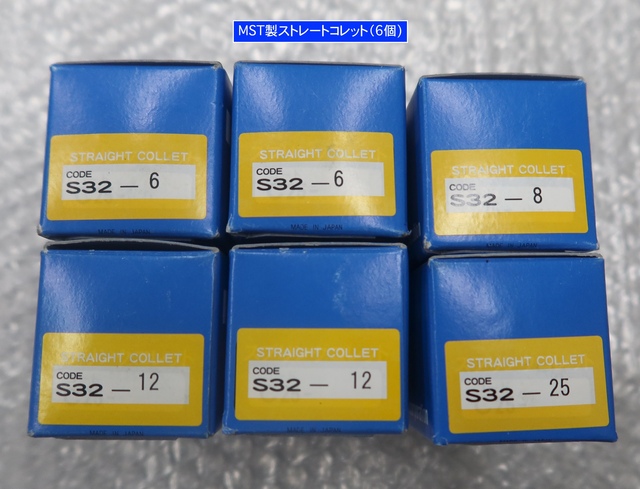 MST製ストレートコレット(6個)
STRAIGHT COLLET
CODE
S32 – 6
MADE IN JAPAN
STRAIGHT COLLET
CODE
S32 – 6
MADE IN JAPAN
STRAIGHT COLLET
CODE
S32 – 8
MADE IN JAPAN
STRAIGHT COLLET
CODE
S32 – 12
MADE IN JAPAN
STRAIGHT COLLET
CODE
S32 – 12
MADE IN JAPAN
STRAIGHT COLLET
CODE
S32 – 25